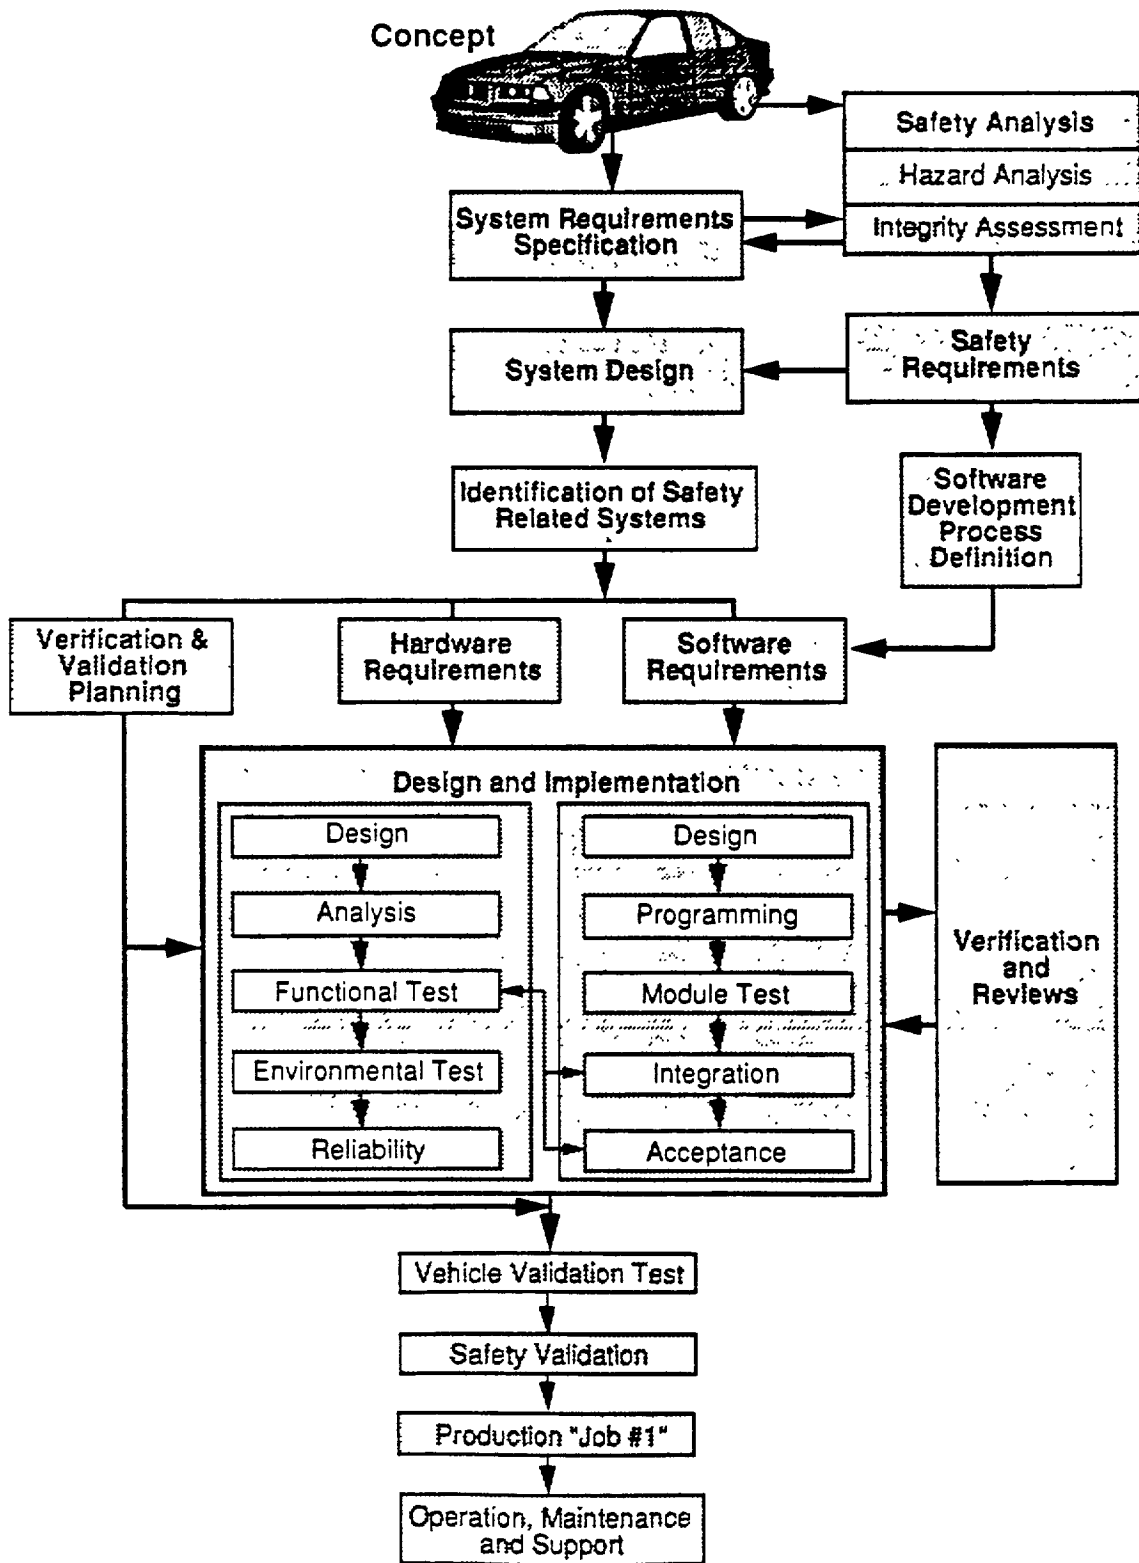 Concept
Safety Analysis
Hazard Analysis
Integrity Assessment
System Requirements
Specification
Safety
Requirements
System Design
Identification of Safety
Related Systems
Software
Development
Process
Definition
Verification &
Validation
Planning
Hardware
Requirements
Software
Requirements
Design and Implementation
Design
Analysis
Functional Test
Environmental Test
Reliability
Design
Programming
Module Test
Integration
Acceptance
Verification
and
Reviews
Vehicle Validation Test
Safety Validation
Production "Job #1"
Operation, Maintenance
and Support